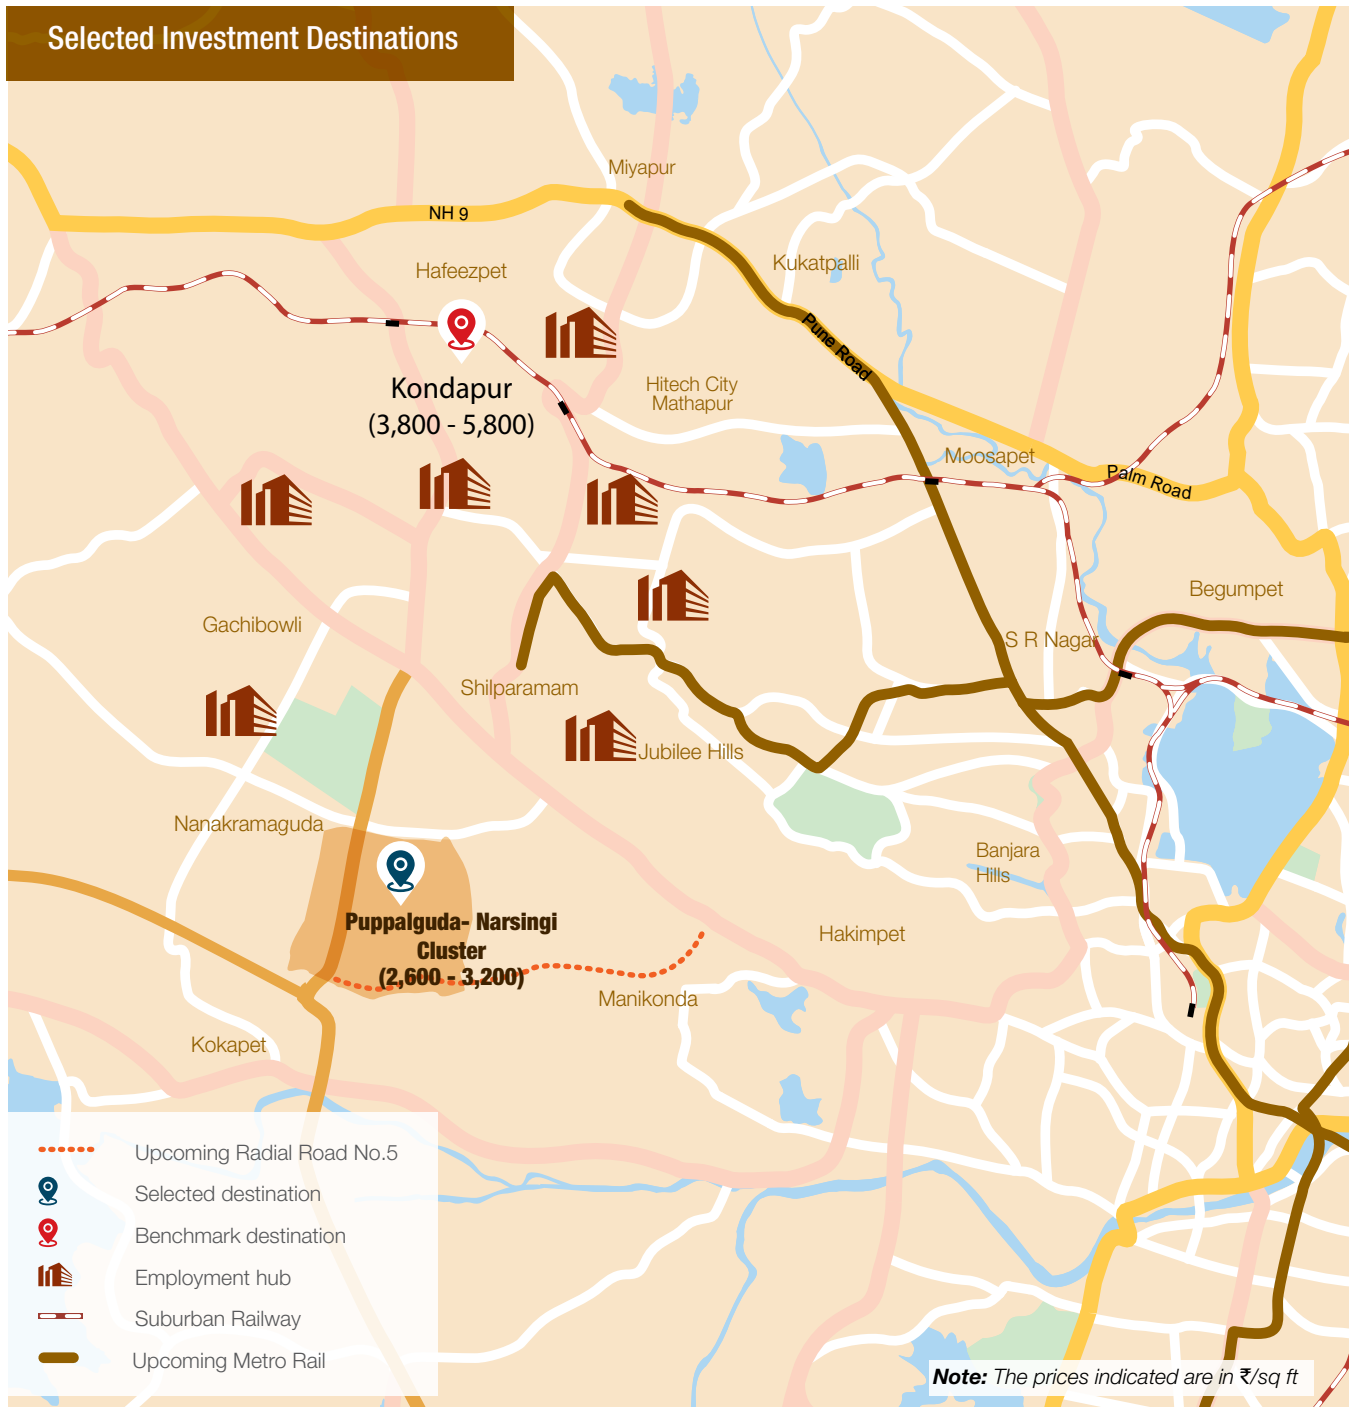 Selected Investment Destinations
Miyapur
NH 9
Hafeezpet
Kukatpalli
Pune Road
Kondapur
(3,800 - 5,800)
Hitech City
Mathapur
Moosapet
Palm Road
Begumpet
Gachibowli
S R Nagar
Shilparamam
Jubilee Hills
Nanakramaguda
Banjara
Hills
Puppalguda- Narsingi
Cluster
(2,600 - 3,200)
Hakimpet
Manikonda
Kokapet
Upcoming Radial Road No.5
Selected destination
Benchmark destination
Employment hub
Suburban Railway
Upcoming Metro Rail
Note: The prices indicated are in ₹/sq ft